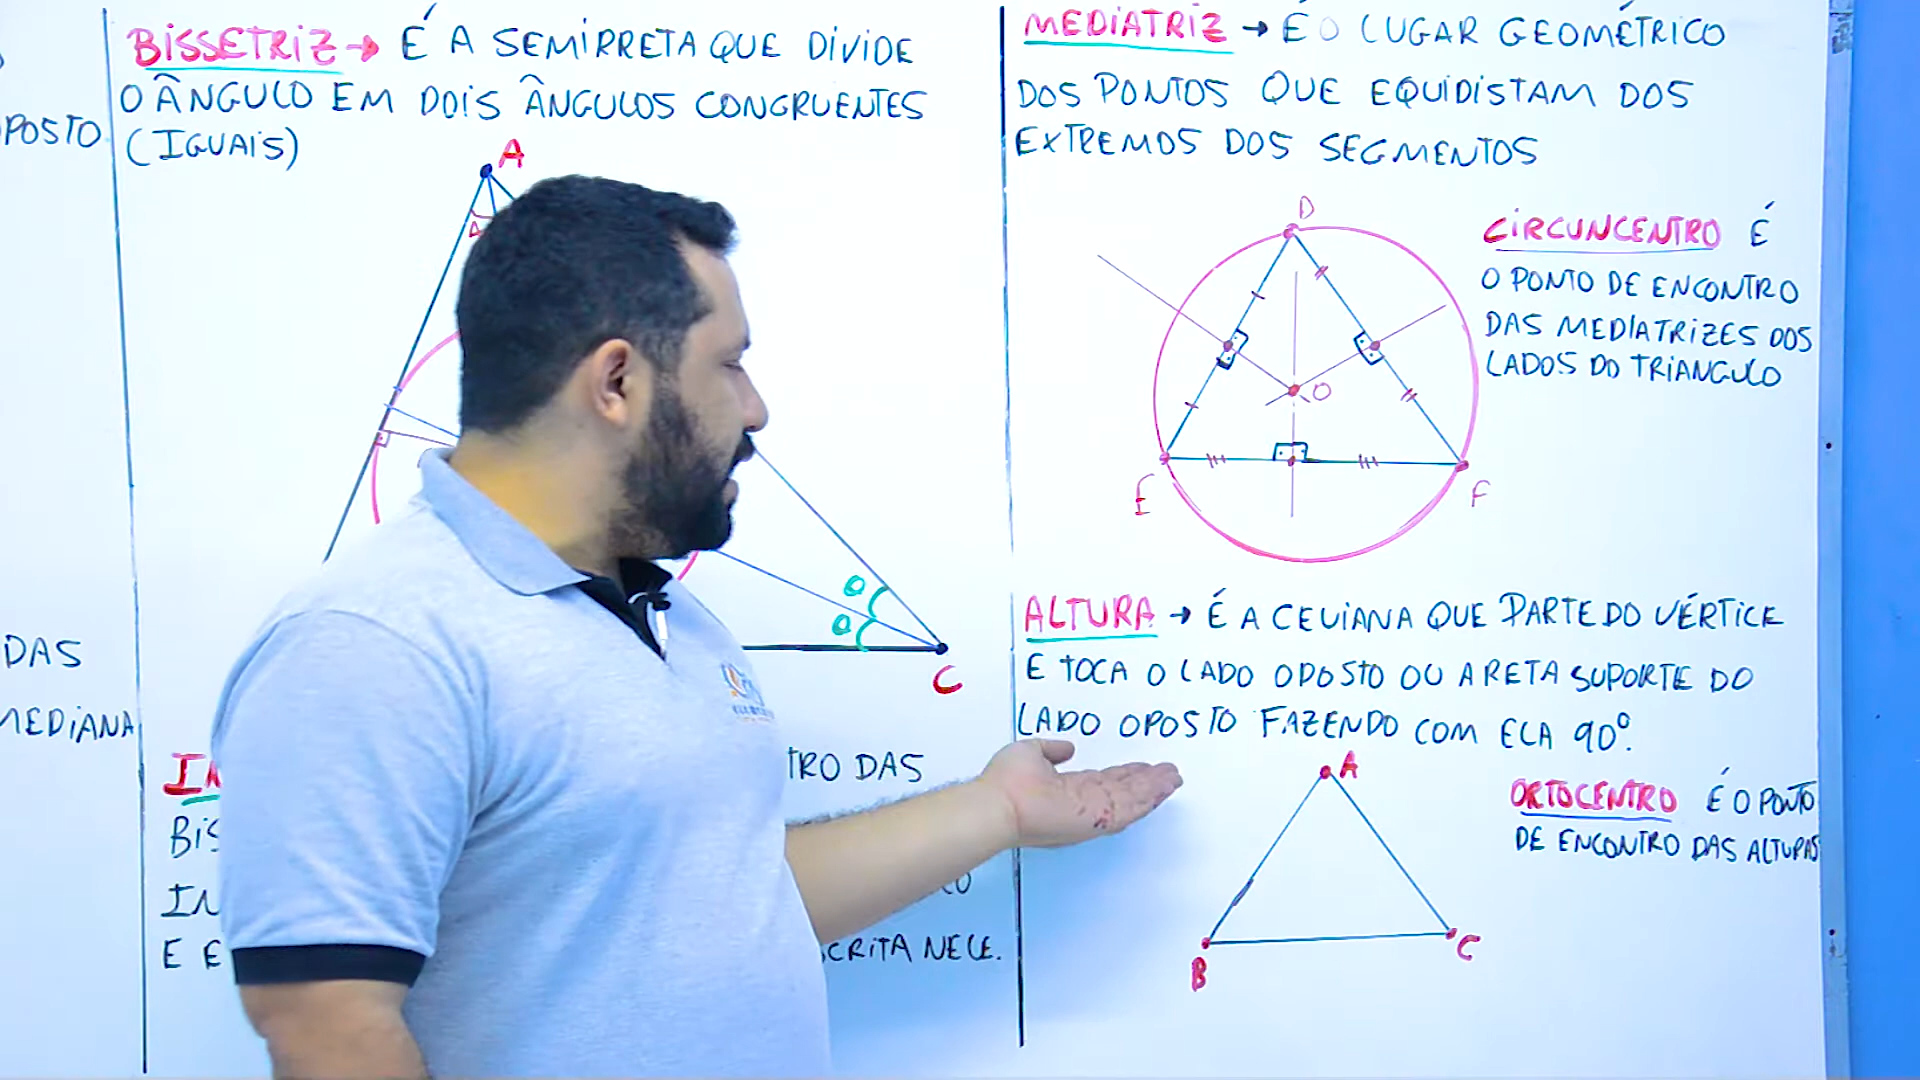 POSTO
DAS
MEDIANA
BISSETRIZ → É A SEMIRRETA QUE DIVIDE
O ÂNGULO EM DOIS ÂNGULOS CONGRUENTES
(IGUAIS)
A
C
TRO DAS
BIS
IN
E E
CRITA NELE.
MEDIATRIZ → É O LUGAR GEOMÉTRICO
DOS PONTOS QUE EQUIDISTAM DOS
EXTREMOS DOS SEGMENTOS
D
O
E
F
CIRCUNCENTRO É
O PONTO DE ENCONTRO
DAS MEDIATRIZES DOS
LADOS DO TRIANGULO
ALTURA → É A CEVIANA QUE PARTE DO VÉRTICE
E TOCA O LADO OPOSTO OU A RETA SUPORTE DO
LADO OPOSTO FAZENDO COM ELA 90º.
A
B
C
ORTOCENTRO É O PONTO
DE ENCONTRO DAS ALTURAS